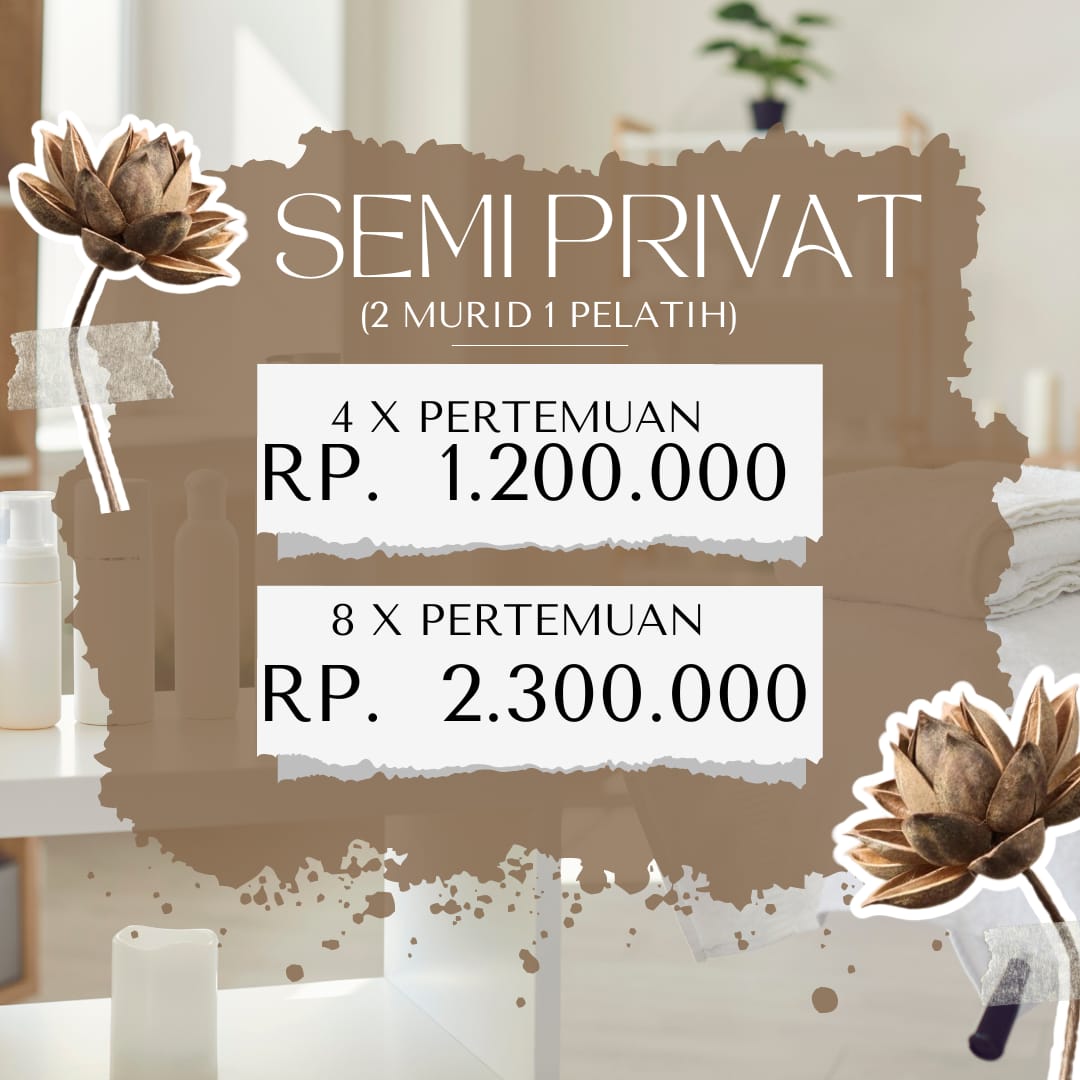 SEMI PRIVAT
(2 MURID 1 PELATIH)
4 X PERTEMUAN
RP. 1.200.000
8 X PERTEMUAN
RP. 2.300.000